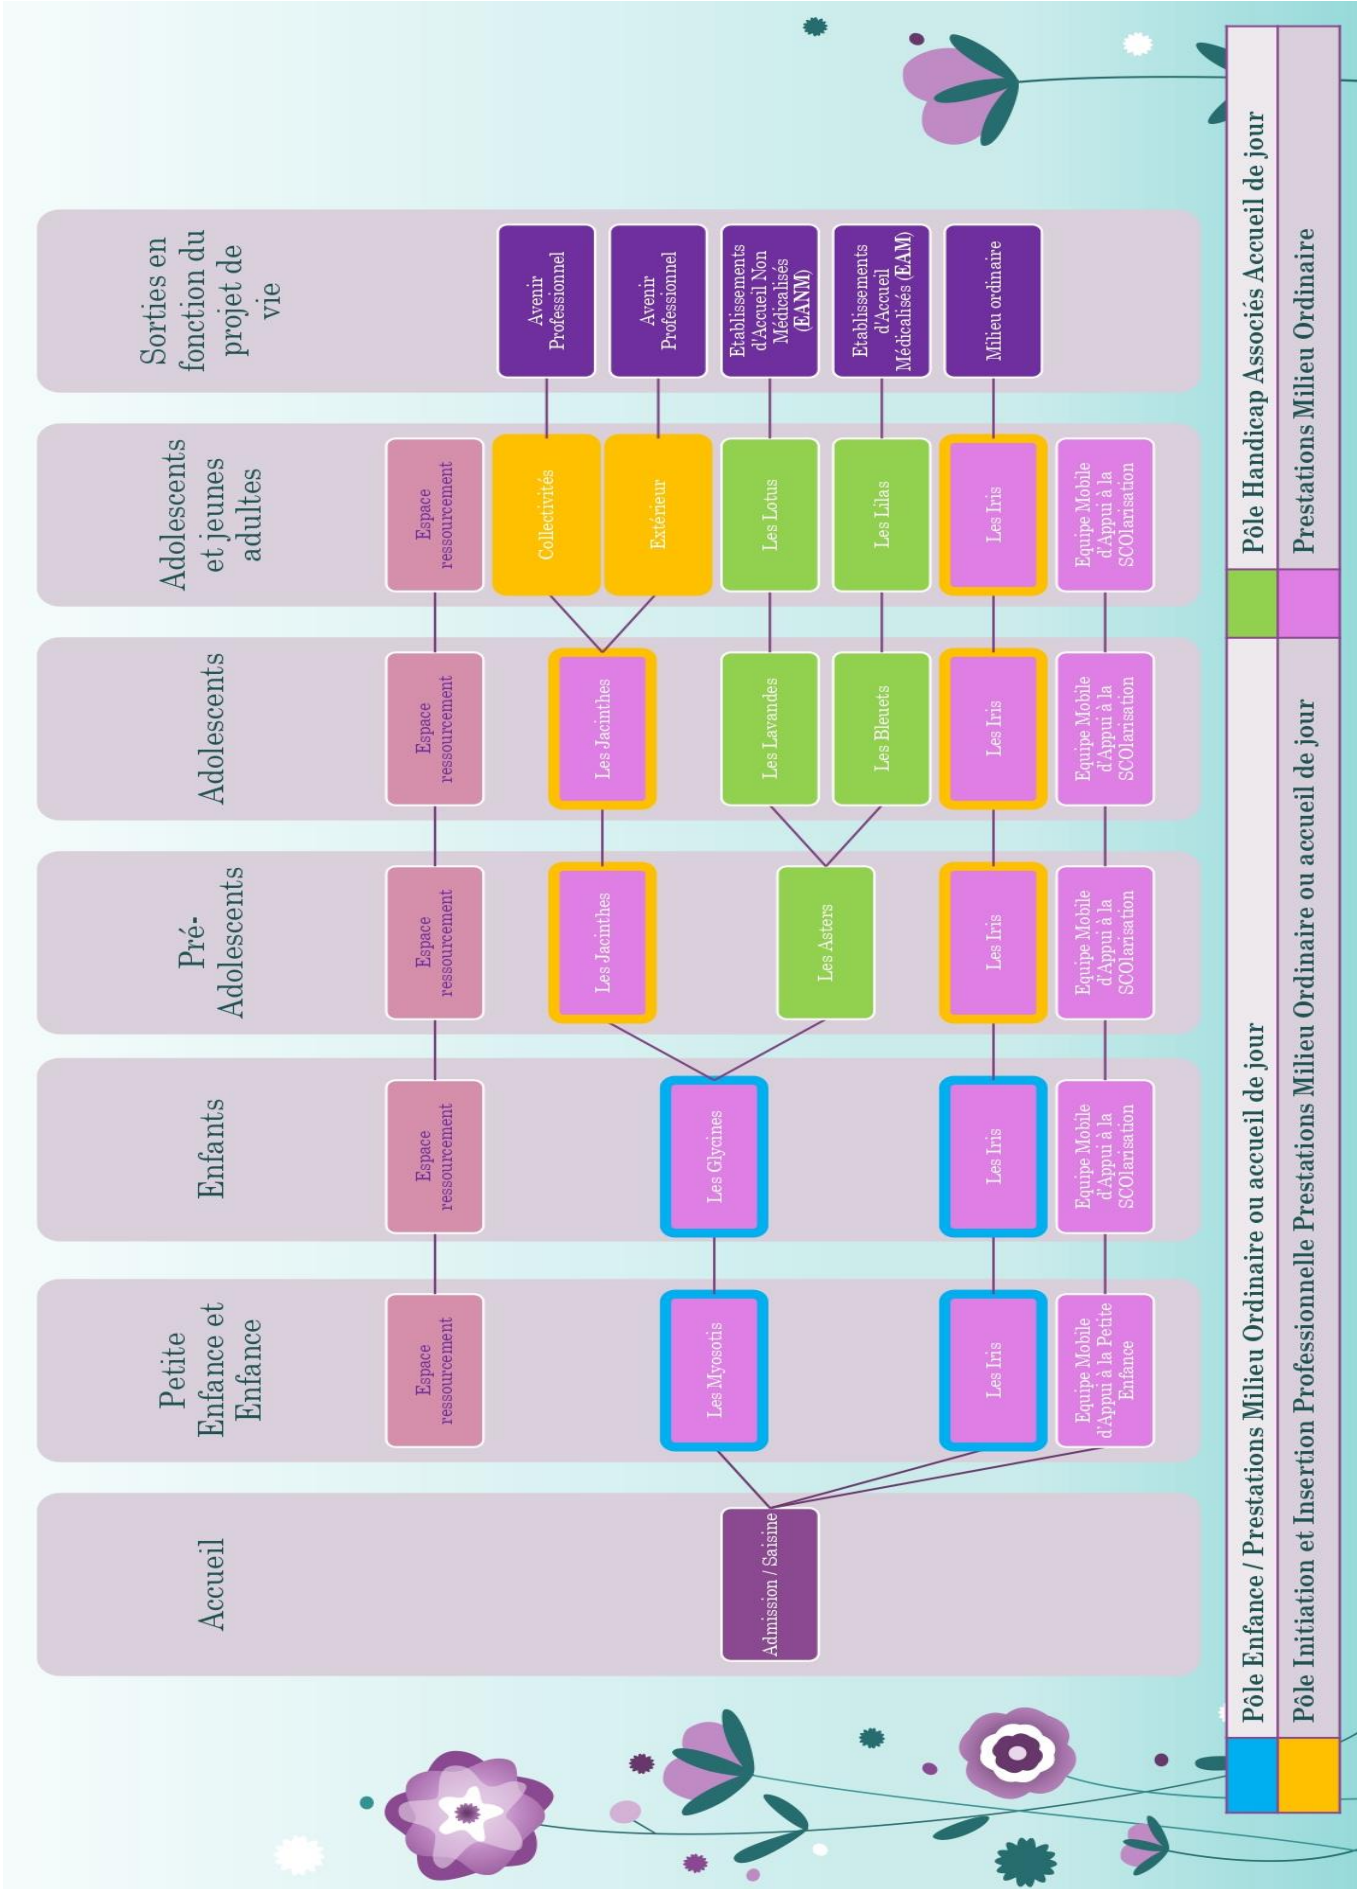 Accueil
Admission / Saisine
Petite
Enfance et
Enfance
Espace
ressourcement
Les Myosotis
Les Iris
Equipe Mobile
d'Appui à la Petite
Enfance
Enfants
Espace
ressourcement
Les Glycines
Les Iris
Equipe Mobile
d'Appui à la
SCOlarisation
Pré-
Adolescents
Espace
ressourcement
Les Jacinthes
Les Asters
Les Iris
Equipe Mobile
d'Appui à la
SCOlarisation
Adolescents
Espace
ressourcement
Les Jacinthes
Les Lavandes
Les Bleuets
Les Iris
Equipe Mobile
d'Appui à la
SCOlarisation
Adolescents
et jeunes
adultes
Espace
ressourcement
Collectivités
Extérieur
Les Lotus
Les Lilas
Les Iris
Equipe Mobile
d'Appui à la
SCOlarisation
Sorties en
fonction du
projet de
vie
Avenir
Professionnel
Avenir
Professionnel
Etablissements
d'Accueil Non
Médicalisés
(EANM)
Etablissements
d'Accueil
Médicalisés (EAM)
Milieu ordinaire
Pôle Enfance / Prestations Milieu Ordinaire ou accueil de jour
Pôle Handicap Associés Accueil de jour
Pôle Initiation et Insertion Professionnelle Prestations Milieu Ordinaire ou accueil de jour
Prestations Milieu Ordinaire